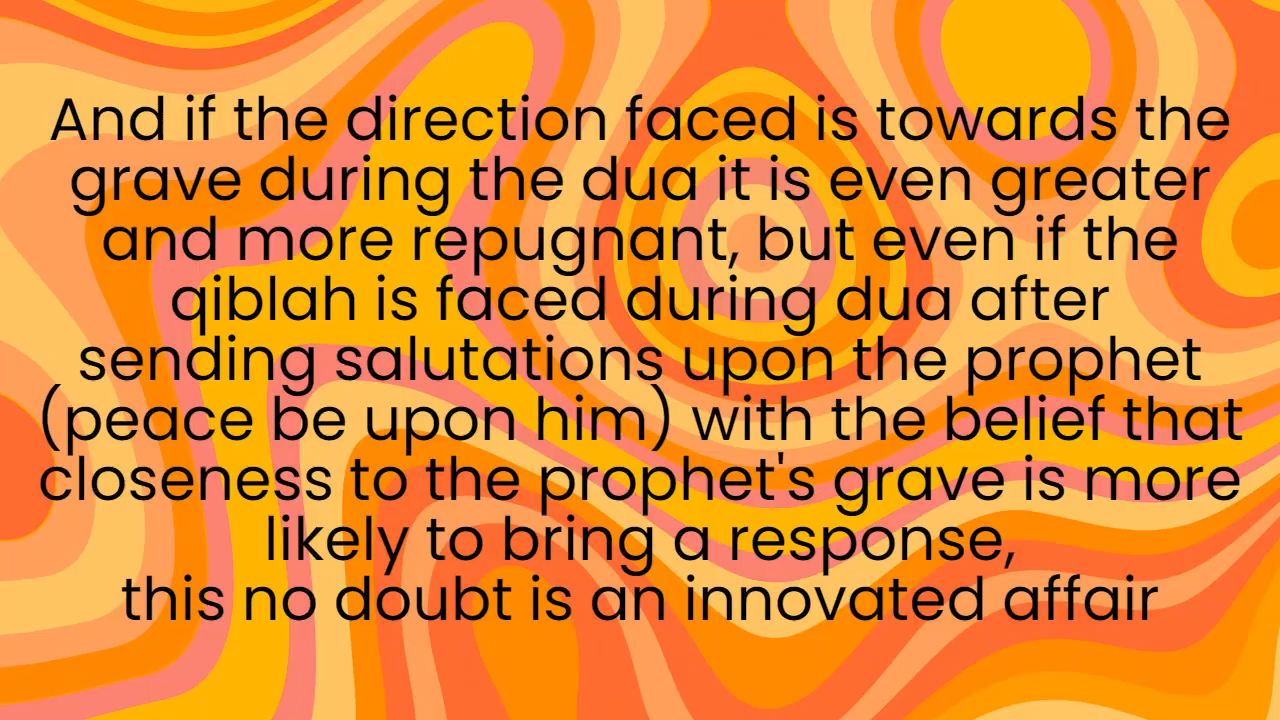 And if the direction faced is towards the
grave during the dua it is even greater
and more repugnant, but even if the
qiblah is faced during dua after
sending salutations upon the prophet
(peace be upon him) with the belief that
closeness to the prophet's grave is more
likely to bring a response,
this no doubt is an innovated affair